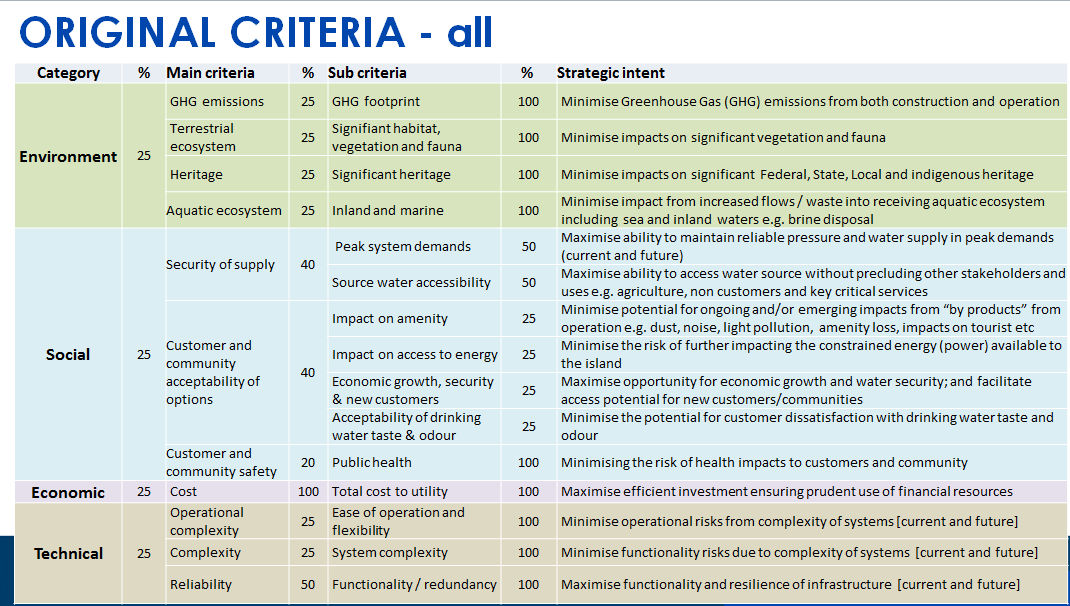 ORIGINAL CRITERIA - all
Category % Main criteria % Sub criteria % Strategic intent
Environment 25
GHG emissions 25 GHG footprint 100 Minimise Greenhouse Gas (GHG) emissions from both construction and operation
Terrestrial
ecosystem
25
Signifiant habitat,
vegetation and fauna
100 Minimise impacts on significant vegetation and fauna
Heritage 25 Significant heritage 100 Minimise impacts on significant Federal, State, Local and indigenous heritage
Aquatic ecosystem 25 Inland and marine 100
Minimise impact from increased flows / waste into receiving aquatic ecosystem
including sea and inland waters e.g. brine disposal
Social 25
Security of supply 40
Peak system demands 50
Maximise ability to maintain reliable pressure and water supply in peak demands
(current and future)
Source water accessibility 50
Maximise ability to access water source without precluding other stakeholders and
uses e.g. agriculture, non customers and key critical services
Customer and
community
acceptability of
options
40
Impact on amenity 25
Minimise potential for ongoing and/or emerging impacts from “by products” from
operation e.g. dust, noise, light pollution, amenity loss, impacts on tourist etc
Impact on access to energy 25
Minimise the risk of further impacting the constrained energy (power) available to
the island
Economic growth, security
& new customers
25
Maximise opportunity for economic growth and water security; and facilitate
access potential for new customers/communities
Acceptability of drinking
water taste & odour
25
Minimise the potential for customer dissatisfaction with drinking water taste and
odour
Customer and
community safety
20 Public health 100 Minimising the risk of health impacts to customers and community
Economic 25 Cost 100 Total cost to utility 100 Maximise efficient investment ensuring prudent use of financial resources
Technical 25
Operational
complexity
25
Ease of operation and
flexibility
100 Minimise operational risks from complexity of systems [current and future]
Complexity 25 System complexity 100 Minimise functionality risks due to complexity of systems [current and future]
Reliability 50 Functionality / redundancy 100 Maximise functionality and resilience of infrastructure [current and future]